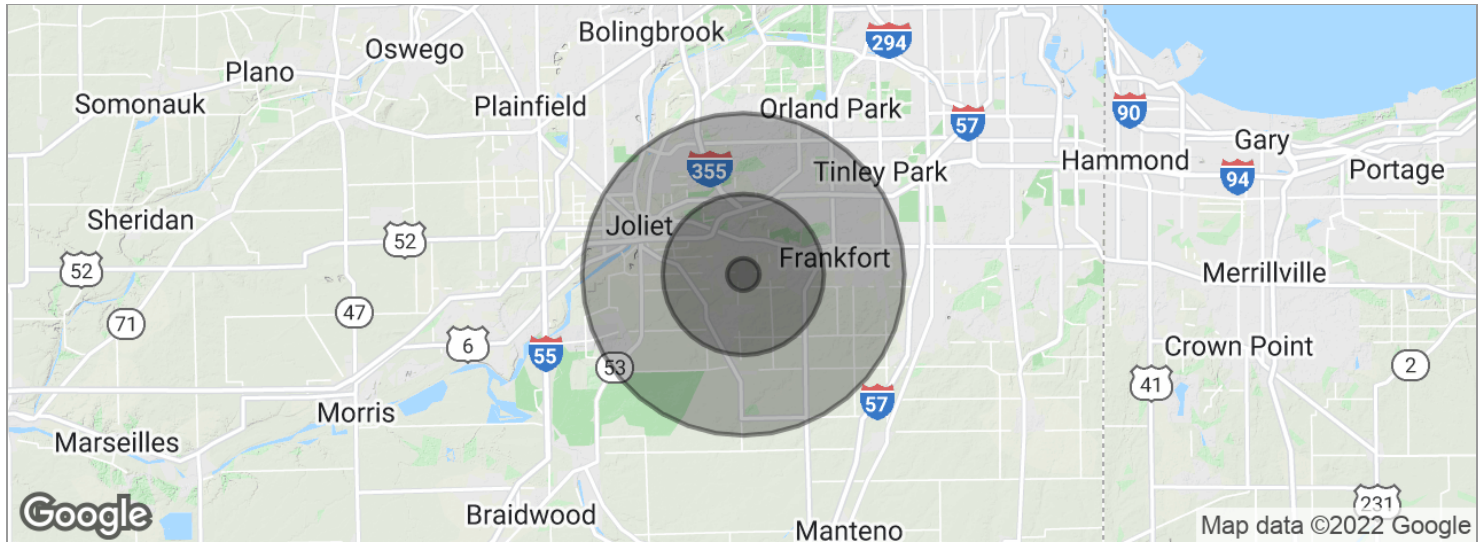 Bolingbrook
294
Oswego
Plano
Somonauk
Plainfield
Orland Park
90
57
Gary
Hammond
355
Tinley Park
94
Portage
Sheridan
Joliet
52
Frankfort
52
Merrillville
47
71
6
55
53
Crown Point
2
41
57
Morris
Marseilles
231
Braidwood
Manteno
Google
Map data ©2022 Google